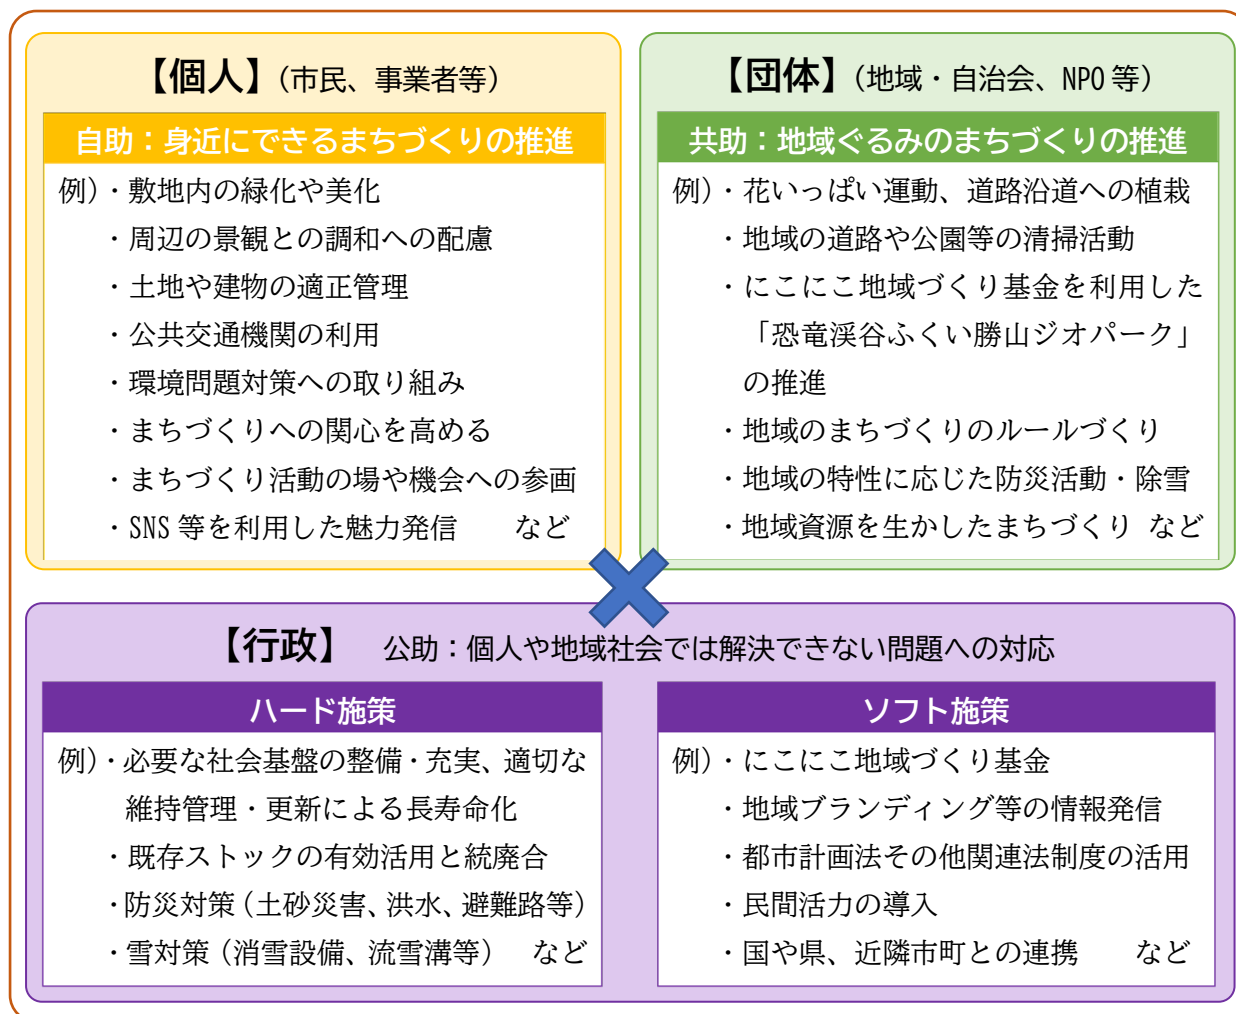 【個人】(市民、事業者等)
自助：身近にできるまちづくりの推進
例)・敷地内の緑化や美化
・周辺の景観との調和への配慮
・土地や建物の適正管理
・公共交通機関の利用
・環境問題対策への取り組み
・まちづくりへの関心を高める
・まちづくり活動の場や機会への参画
・SNS等を利用した魅力発信　など
【団体】(地域・自治会、NPO等)
共助：地域ぐるみのまちづくりの推進
例)・花いっぱい運動、道路沿道への植栽
・地域の道路や公園等の清掃活動
・にこにこ地域づくり基金を利用した
「恐竜渓谷ふくい勝山ジオパーク」
の推進
・地域のまちづくりのルールづくり
・地域の特性に応じた防災活動・除雪
・地域資源を生かしたまちづくり など
【行政】　公助：個人や地域社会では解決できない問題への対応
ハード施策
例)・必要な社会基盤の整備・充実、適切な
維持管理・更新による長寿命化
・既存ストックの有効活用と統廃合
・防災対策(土砂災害、洪水、避難路等)
・雪対策(消雪設備、流雪溝等)　など
ソフト施策
例)・にこにこ地域づくり基金
・地域ブランディング等の情報発信
・都市計画法その他関連法制度の活用
・民間活力の導入
・国や県、近隣市町との連携　など